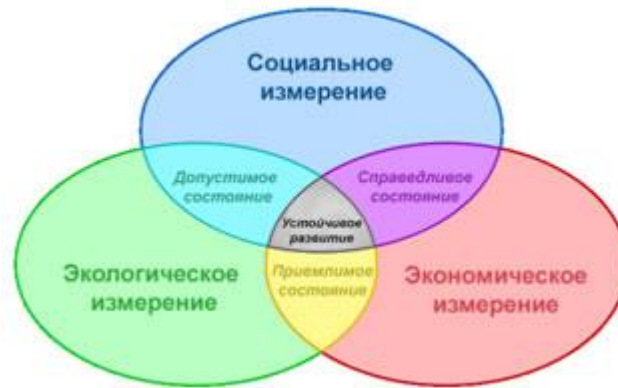 Социальное
измерение
Допустимое
состояние
Справедливое
состояние
Устойчивое
развитие
Экологическое
измерение
Приемлимое
состояние
Экономическое
измерение